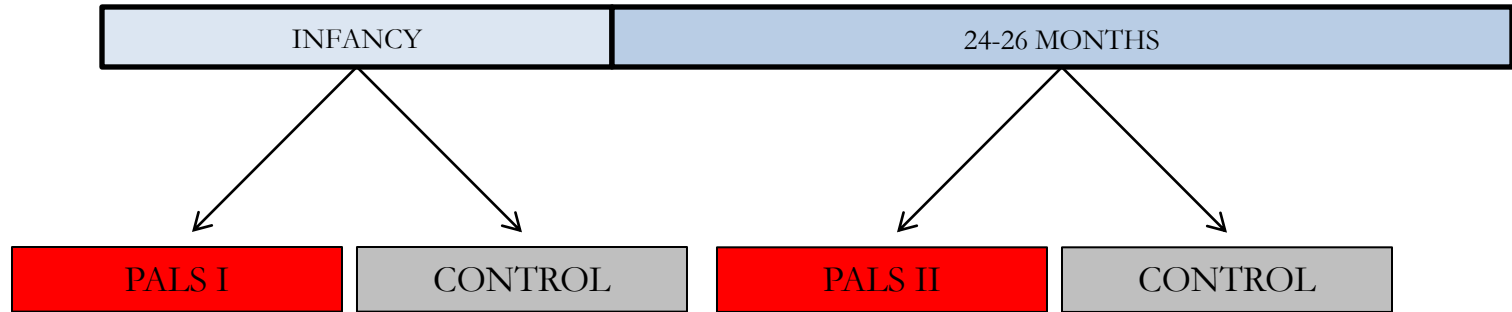 INFANCY
24-26 MONTHS
PALS I
CONTROL
PALS II
CONTROL